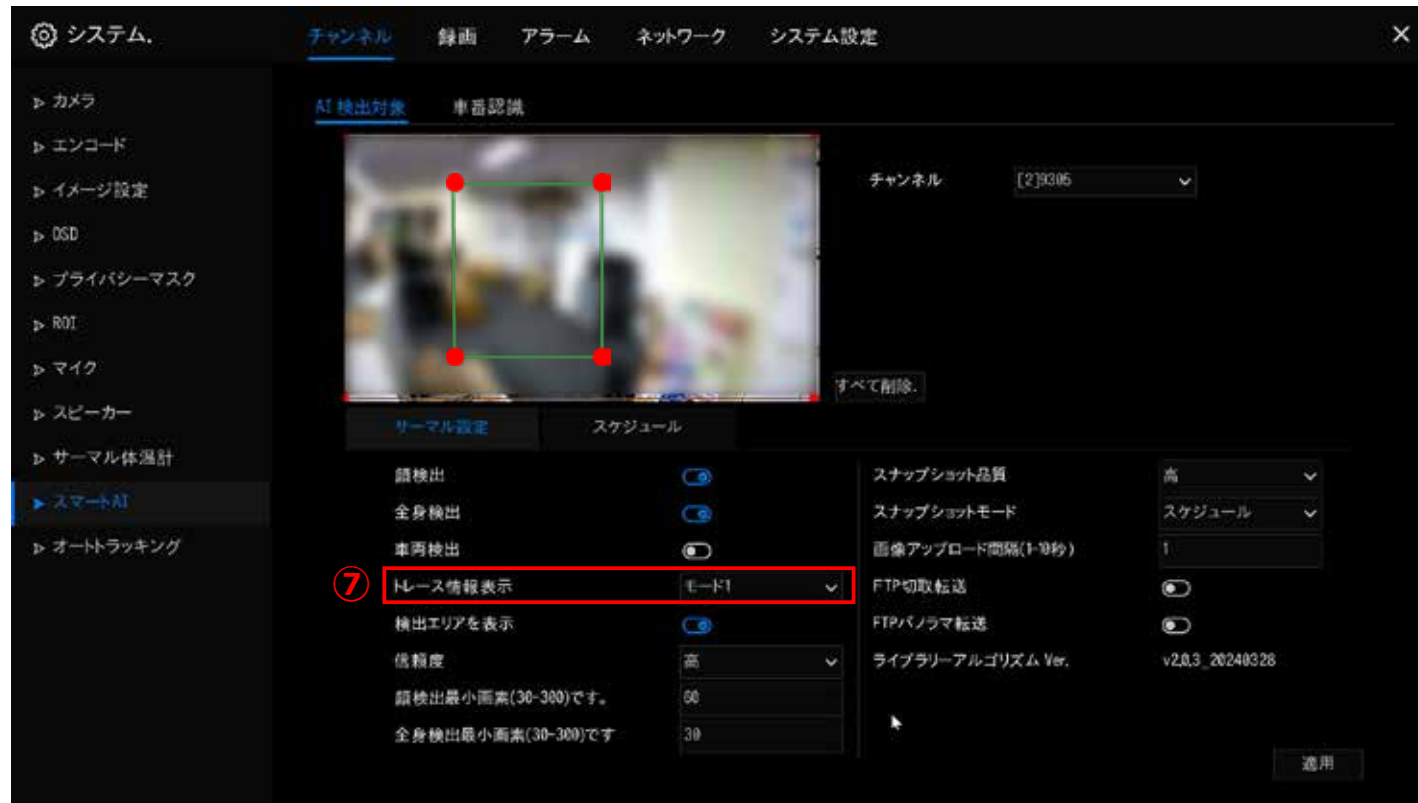 システム.
チャンネル 録画 アラーム ネットワーク システム設定 ×
カメラ
エンコード
イメージ設定
OSD
プライバシーマスク
ROI
マイク
スピーカー
サーマル体温計
スマートAI
オートトラッキング
AI 検出対象 車番認識
チャンネル [2]9305
すべて削除.
サーマル設定 スケジュール
顔検出
全身検出
車両検出
⑦ トレース情報表示 モード1
検出エリアを表示
信頼度 高
顔検出最小画素(30-300)です。 60
全身検出最小画素(30-300)です 30
スナップショット品質 高
スナップショットモード スケジュール
画像アップロード間隔(1-10秒) 1
FTP切取転送
FTPパノラマ転送
ライブラリーアルゴリズム Ver. v2.0.3_20240328
適用